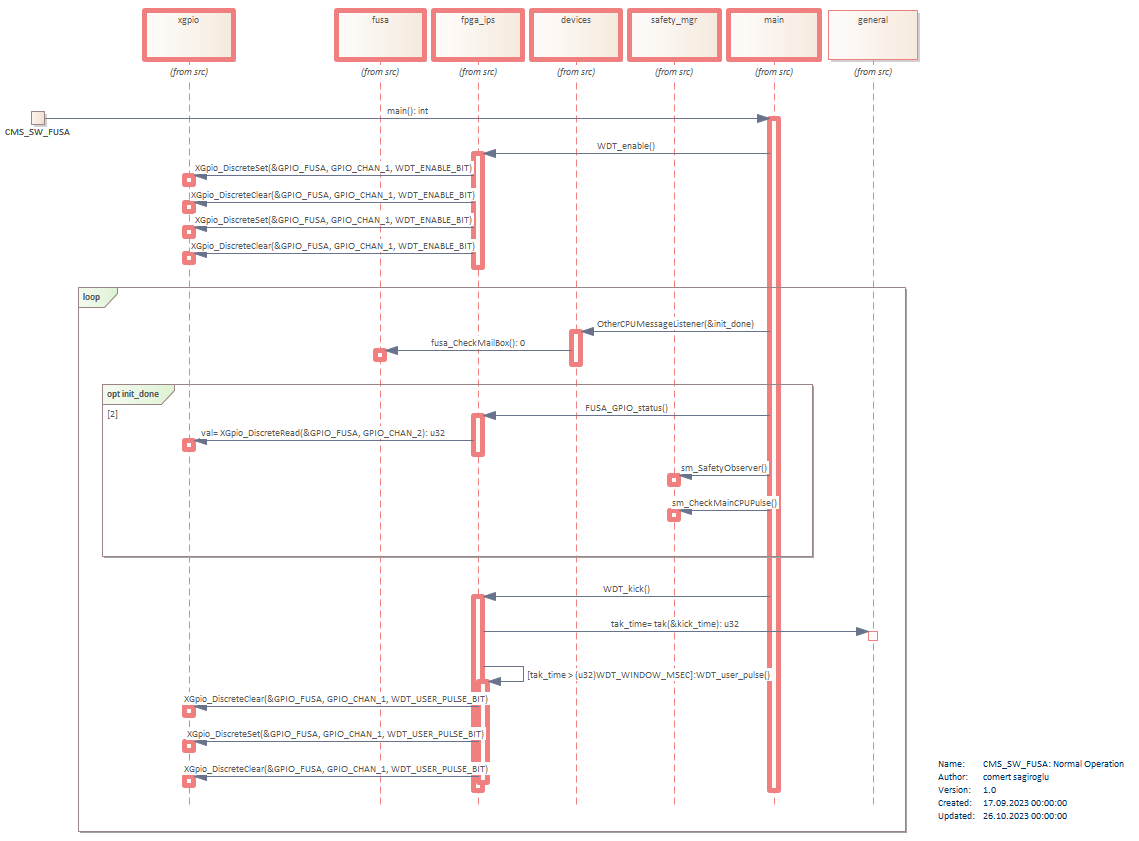 xgpio fusa fpga_ips devices safety_mgr main general
(from src) (from src) (from src) (from src) (from src) (from src) (from src)
main(): int
CMS_SW_FUSA
WDT_enable()
XGpio_DiscreteSet(&GPIO_FUSA, GPIO_CHAN_1, WDT_ENABLE_BIT)
XGpio_DiscreteClear(&GPIO_FUSA, GPIO_CHAN_1, WDT_ENABLE_BIT)
XGpio_DiscreteSet(&GPIO_FUSA, GPIO_CHAN_1, WDT_ENABLE_BIT)
XGpio_DiscreteClear(&GPIO_FUSA, GPIO_CHAN_1, WDT_ENABLE_BIT)
loop
OtherCPUMessageListener(&init_done)
fusa_CheckMailBox(): 0
opt init_done
[2]
FUSA_GPIO_status()
val= XGpio_DiscreteRead(&GPIO_FUSA, GPIO_CHAN_2): u32
sm_SafetyObserver()
sm_CheckMainCPUPulse()
WDT_kick()
tak_time= tak(&kick_time): u32
[tak_time > (u32)WDT_WINDOW_MSEC]:WDT_user_pulse()
XGpio_DiscreteClear(&GPIO_FUSA, GPIO_CHAN_1, WDT_USER_PULSE_BIT)
XGpio_DiscreteSet(&GPIO_FUSA, GPIO_CHAN_1, WDT_USER_PULSE_BIT)
XGpio_DiscreteClear(&GPIO_FUSA, GPIO_CHAN_1, WDT_USER_PULSE_BIT)
Name: CMS_SW_FUSA: Normal Operation
Author: comert sagiroglu
Version: 1.0
Created: 17.09.2023 00:00:00
Updated: 26.10.2023 00:00:00